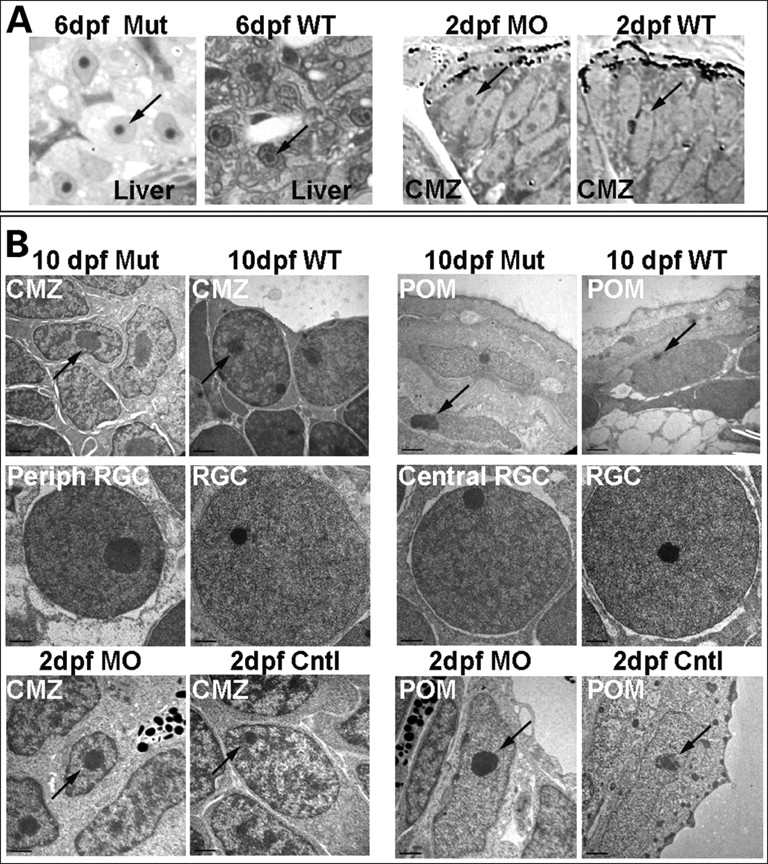 A
6dpf Mut 6dpf WT 2dpf MO 2dpf WT
Liver Liver CMZ CMZ
B
10 dpf Mut 10dpf WT 10dpf Mut 10 dpf WT
CMZ CMZ POM POM
Periph RGC RGC Central RGC RGC
2dpf MO 2dpf Cntl 2dpf MO 2dpf Cntl
CMZ CMZ POM POM